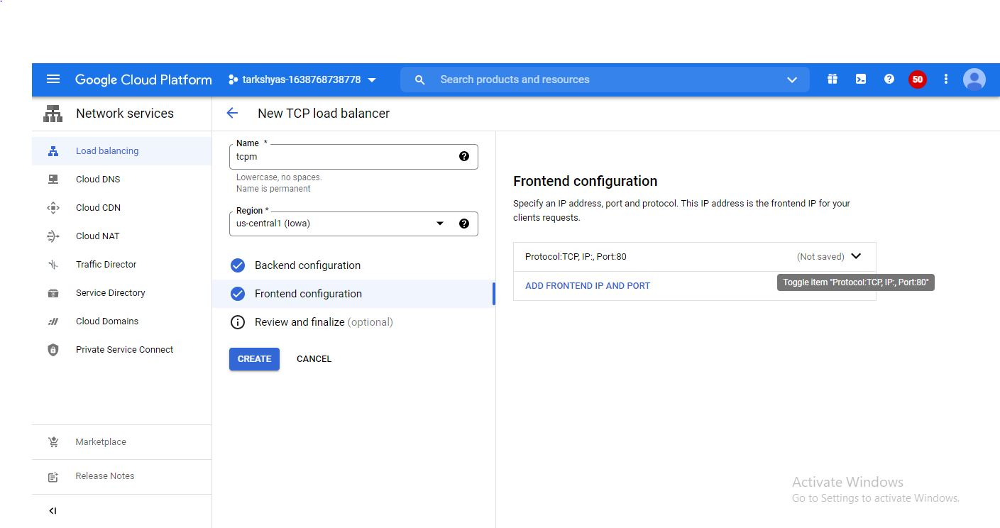 Google Cloud Platform tarkshyas-1638768738778 Search products and resources 50
Network services
New TCP load balancer
Load balancing
Cloud DNS
Cloud CDN
Cloud NAT
Traffic Director
Service Directory
Cloud Domains
Private Service Connect
Marketplace
Release Notes
Name *
tcpm
Lowercase, no spaces.
Name is permanent
Region *
us-central1 (Iowa)
Backend configuration
Frontend configuration
Review and finalize (optional)
CREATE CANCEL
Frontend configuration
Specify an IP address, port and protocol. This IP address is the frontend IP for your
clients requests.
Protocol:TCP, IP:, Port:80 (Not saved)
Toggle item "Protocol:TCP, IP:, Port:80"
ADD FRONTEND IP AND PORT
Activate Windows
Go to Settings to activate Windows.